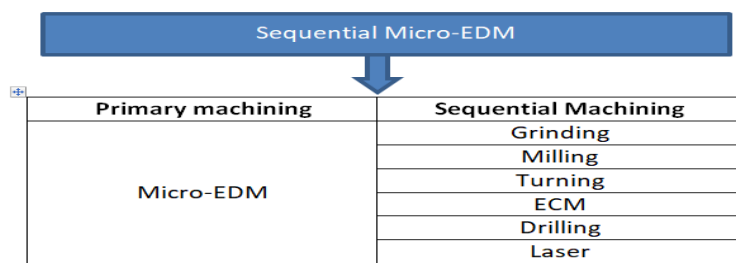 Sequential Micro-EDM
Primary machining
Sequential Machining
Micro-EDM
Grinding
Milling
Turning
ECM
Drilling
Laser